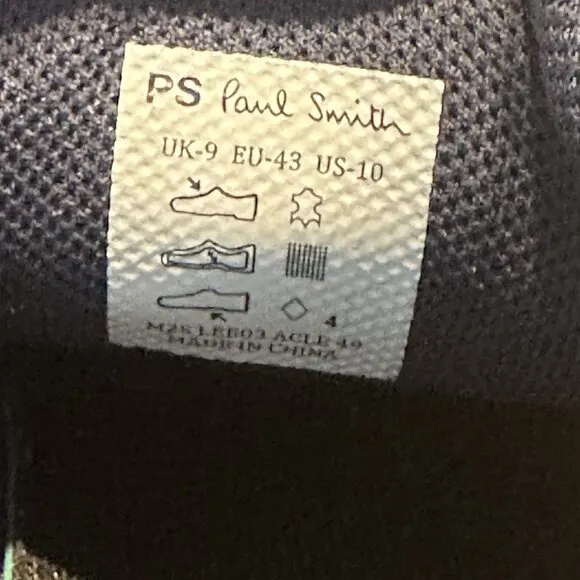 PS Paul Smith
UK-9 EU-43 US-10
4
M2S LEE03 ACLE 49
MADE IN CHINA